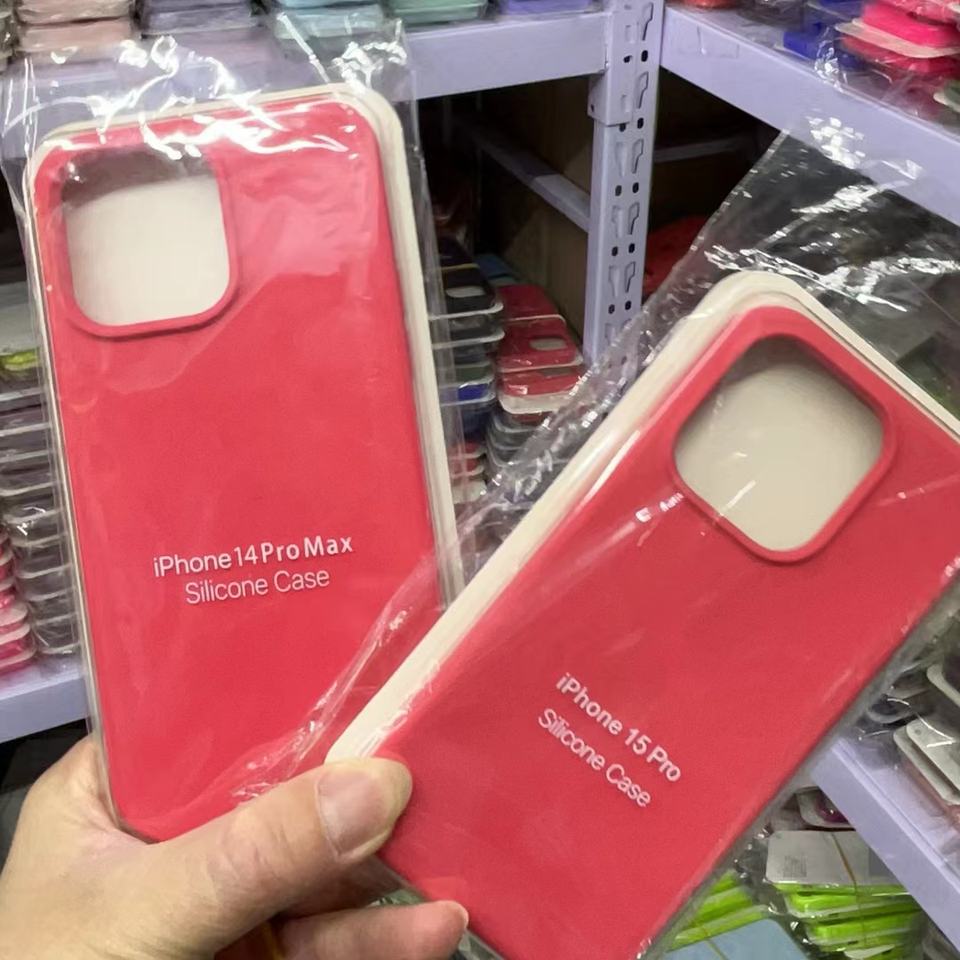 iPhone 14 Pro Max
Silicone Case
iPhone 15 Pro
Silicone Case